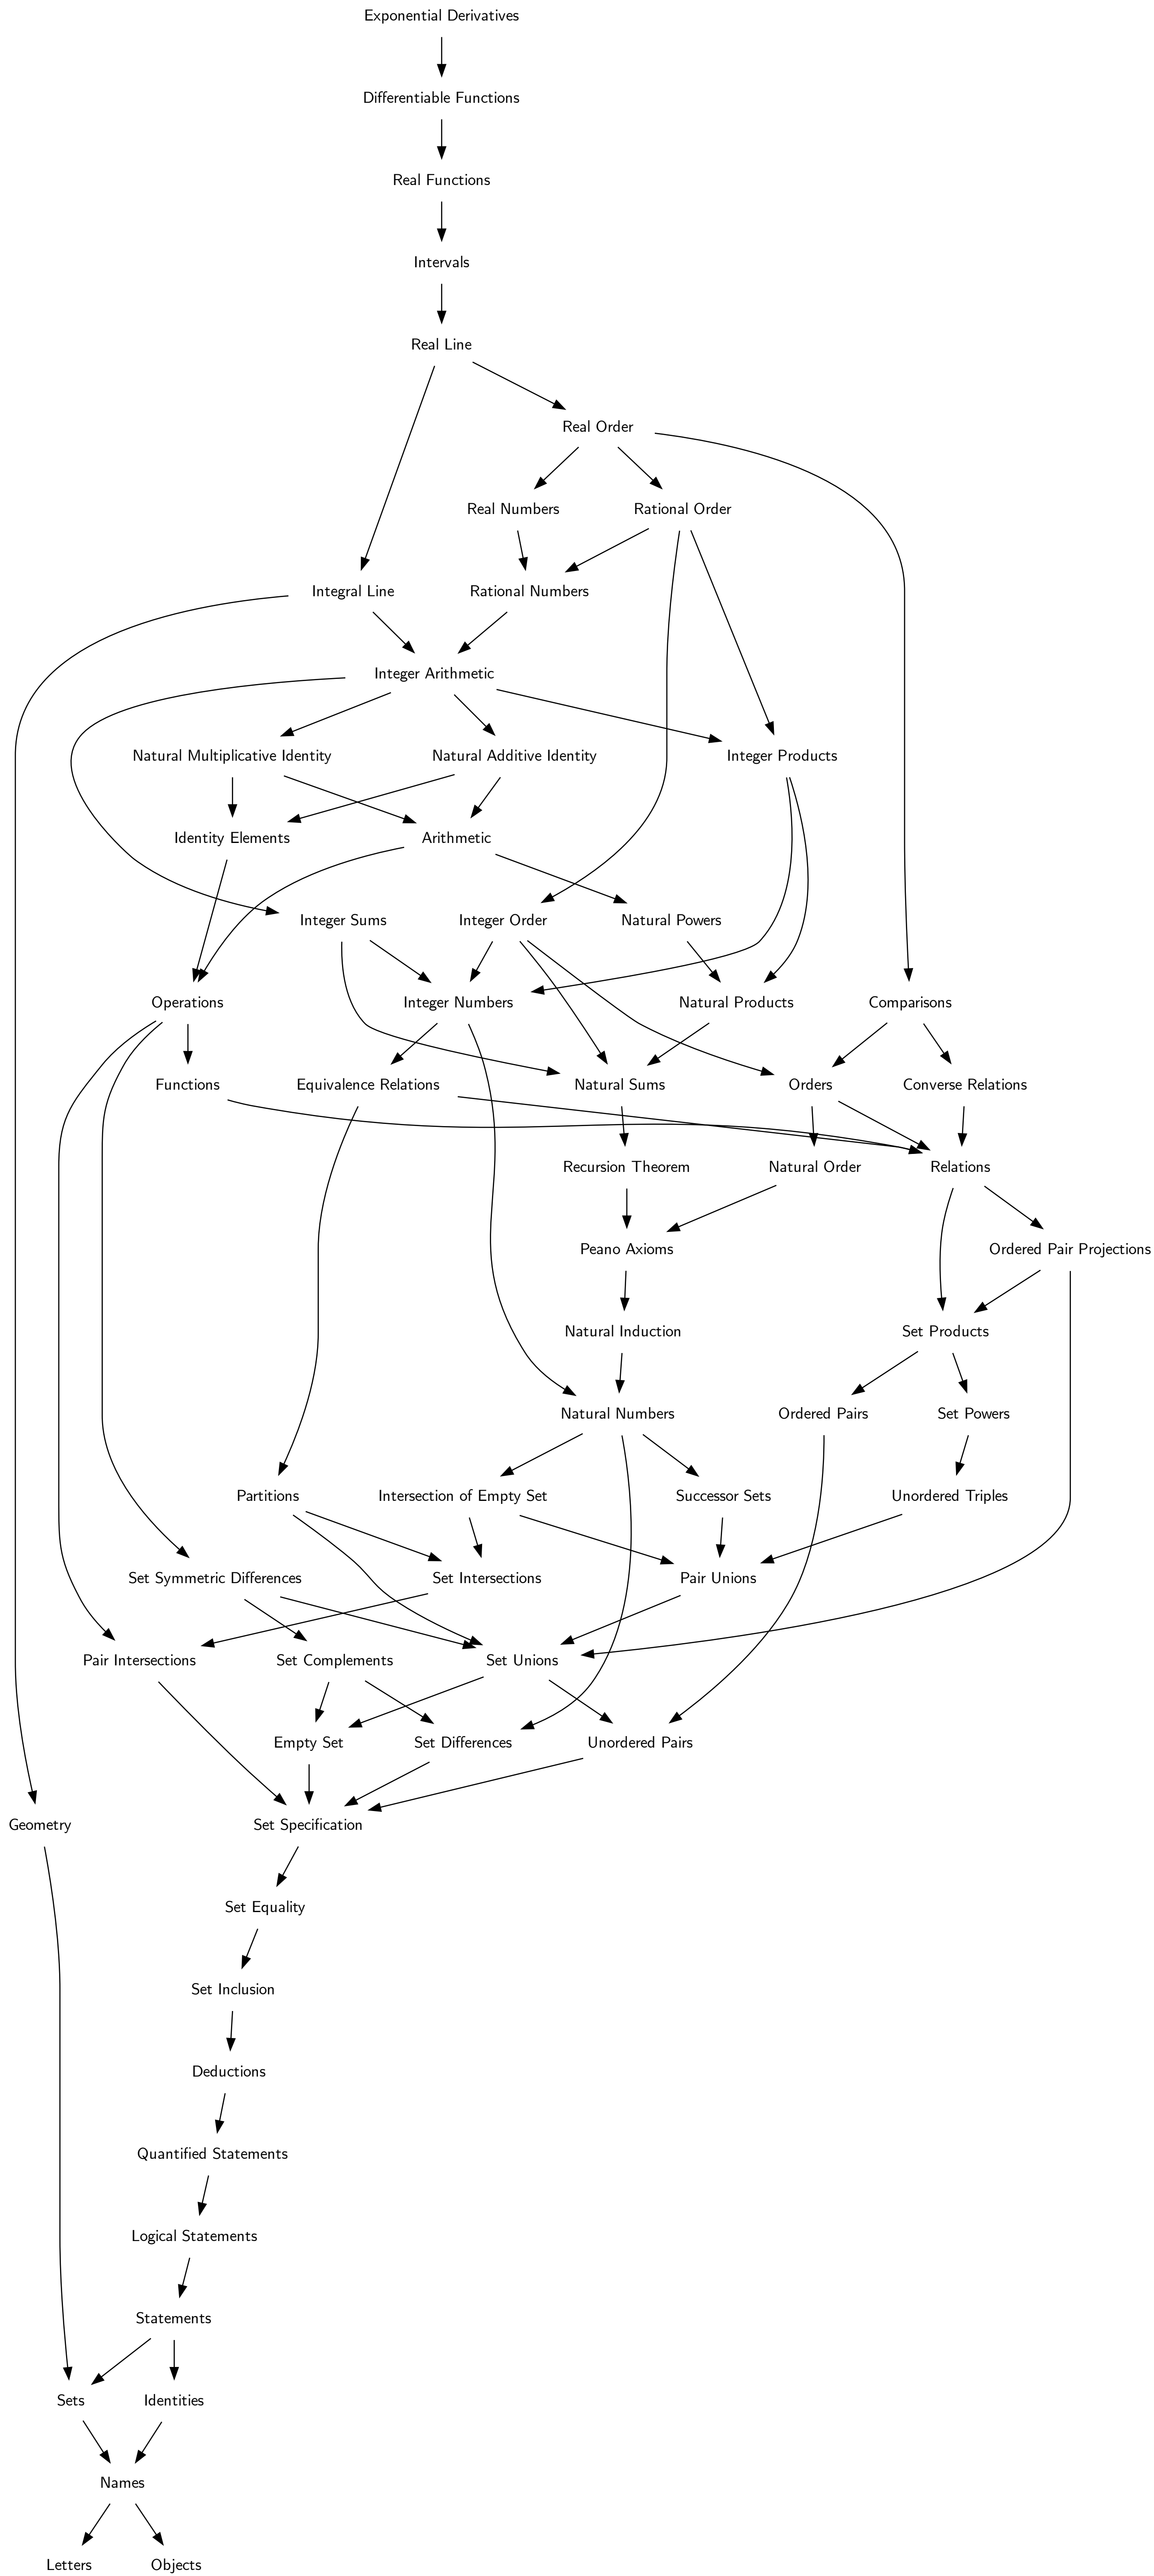 Exponential Derivatives
Differentiable Functions
Real Functions
Intervals
Real Line
Real Order
Real Numbers
Rational Order
Integral Line
Rational Numbers
Integer Arithmetic
Natural Multiplicative Identity
Natural Additive Identity
Integer Products
Identity Elements
Arithmetic
Integer Sums
Integer Order
Natural Powers
Operations
Integer Numbers
Natural Products
Comparisons
Functions
Equivalence Relations
Natural Sums
Orders
Converse Relations
Recursion Theorem
Natural Order
Relations
Peano Axioms
Ordered Pair Projections
Natural Induction
Set Products
Natural Numbers
Ordered Pairs
Set Powers
Partitions
Intersection of Empty Set
Successor Sets
Unordered Triples
Set Symmetric Differences
Set Intersections
Pair Unions
Pair Intersections
Set Complements
Set Unions
Empty Set
Set Differences
Unordered Pairs
Geometry
Set Specification
Set Equality
Set Inclusion
Deductions
Quantified Statements
Logical Statements
Statements
Sets
Identities
Names
Letters
Objects